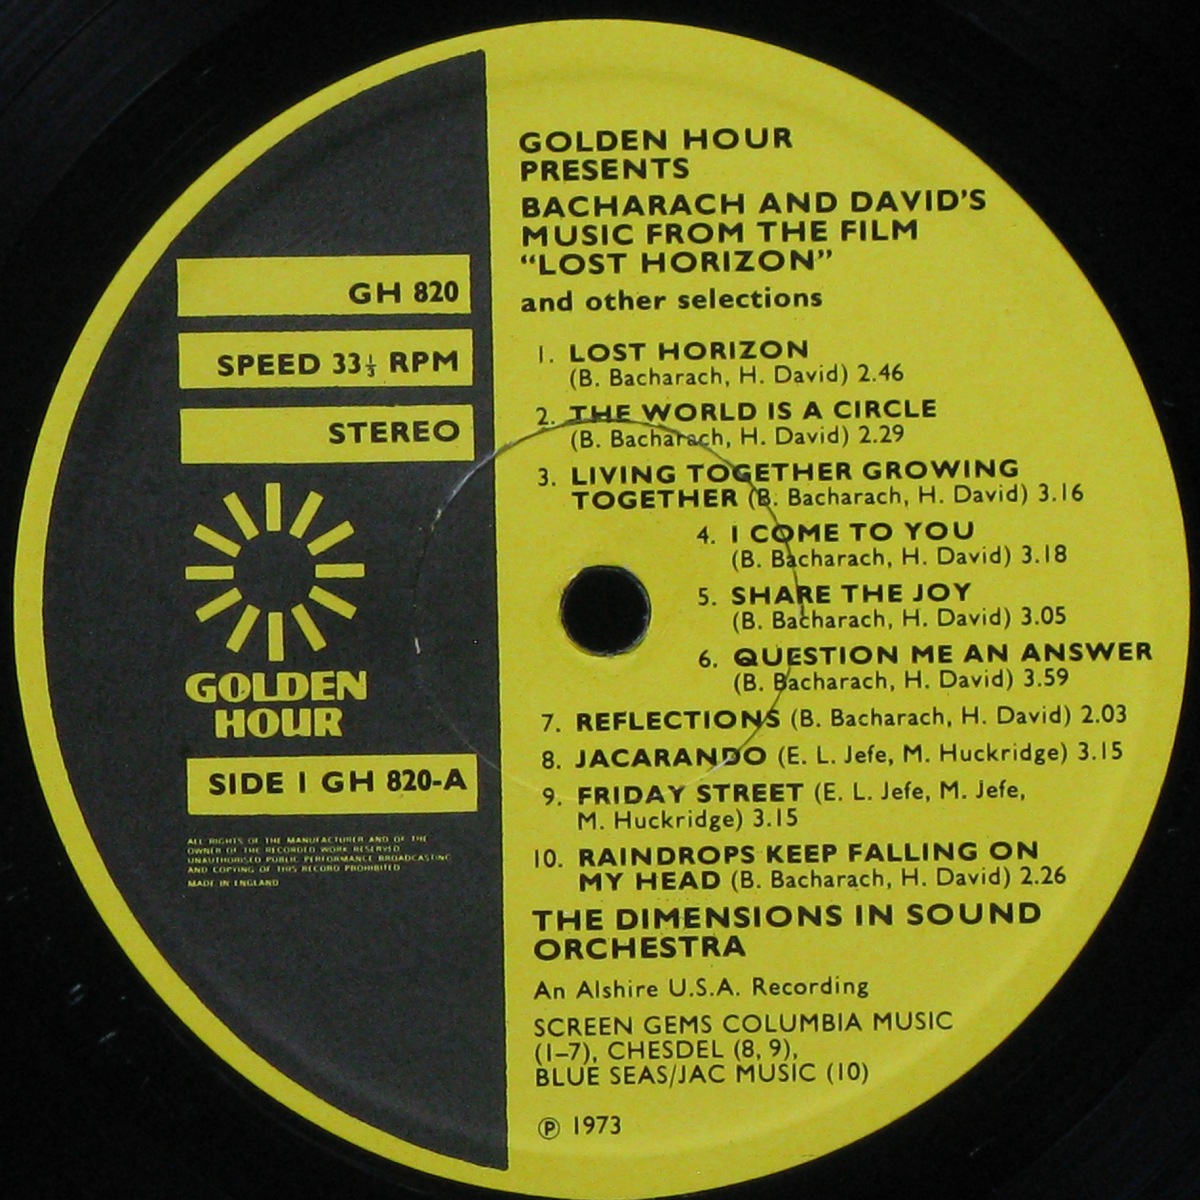 GH 820
SPEED 33⅓ RPM
STEREO
GOLDEN
HOUR
SIDE 1 GH 820-A
ALL RIGHTS OF THE MANUFACTURER AND OF THE
OWNER OF THE RECORDED WORK RESERVED
UNAUTHORISED PUBLIC PERFORMANCE BROADCASTING
AND COPYING OF THIS RECORD PROHIBITED
MADE IN ENGLAND
GOLDEN HOUR
PRESENTS
BACHARACH AND DAVID'S
MUSIC FROM THE FILM
“LOST HORIZON”
and other selections
1. LOST HORIZON
(B. Bacharach, H. David) 2.46
2. THE WORLD IS A CIRCLE
(B. Bacharach, H. David) 2.29
3. LIVING TOGETHER GROWING
TOGETHER (B. Bacharach, H. David) 3.16
4. I COME TO YOU
(B. Bacharach, H. David) 3.18
5. SHARE THE JOY
(B. Bacharach, H. David) 3.05
6. QUESTION ME AN ANSWER
(B. Bacharach, H. David) 3.59
7. REFLECTIONS (B. Bacharach, H. David) 2.03
8. JACARANDO (E. L. Jefe, M. Huckridge) 3.15
9. FRIDAY STREET (E. L. Jefe, M. Jefe,
M. Huckridge) 3.15
10. RAINDROPS KEEP FALLING ON
MY HEAD (B. Bacharach, H. David) 2.26
THE DIMENSIONS IN SOUND
ORCHESTRA
An Alshire U.S.A. Recording
SCREEN GEMS COLUMBIA MUSIC
(1–7), CHESDEL (8, 9),
BLUE SEAS/JAC MUSIC (10)
℗ 1973